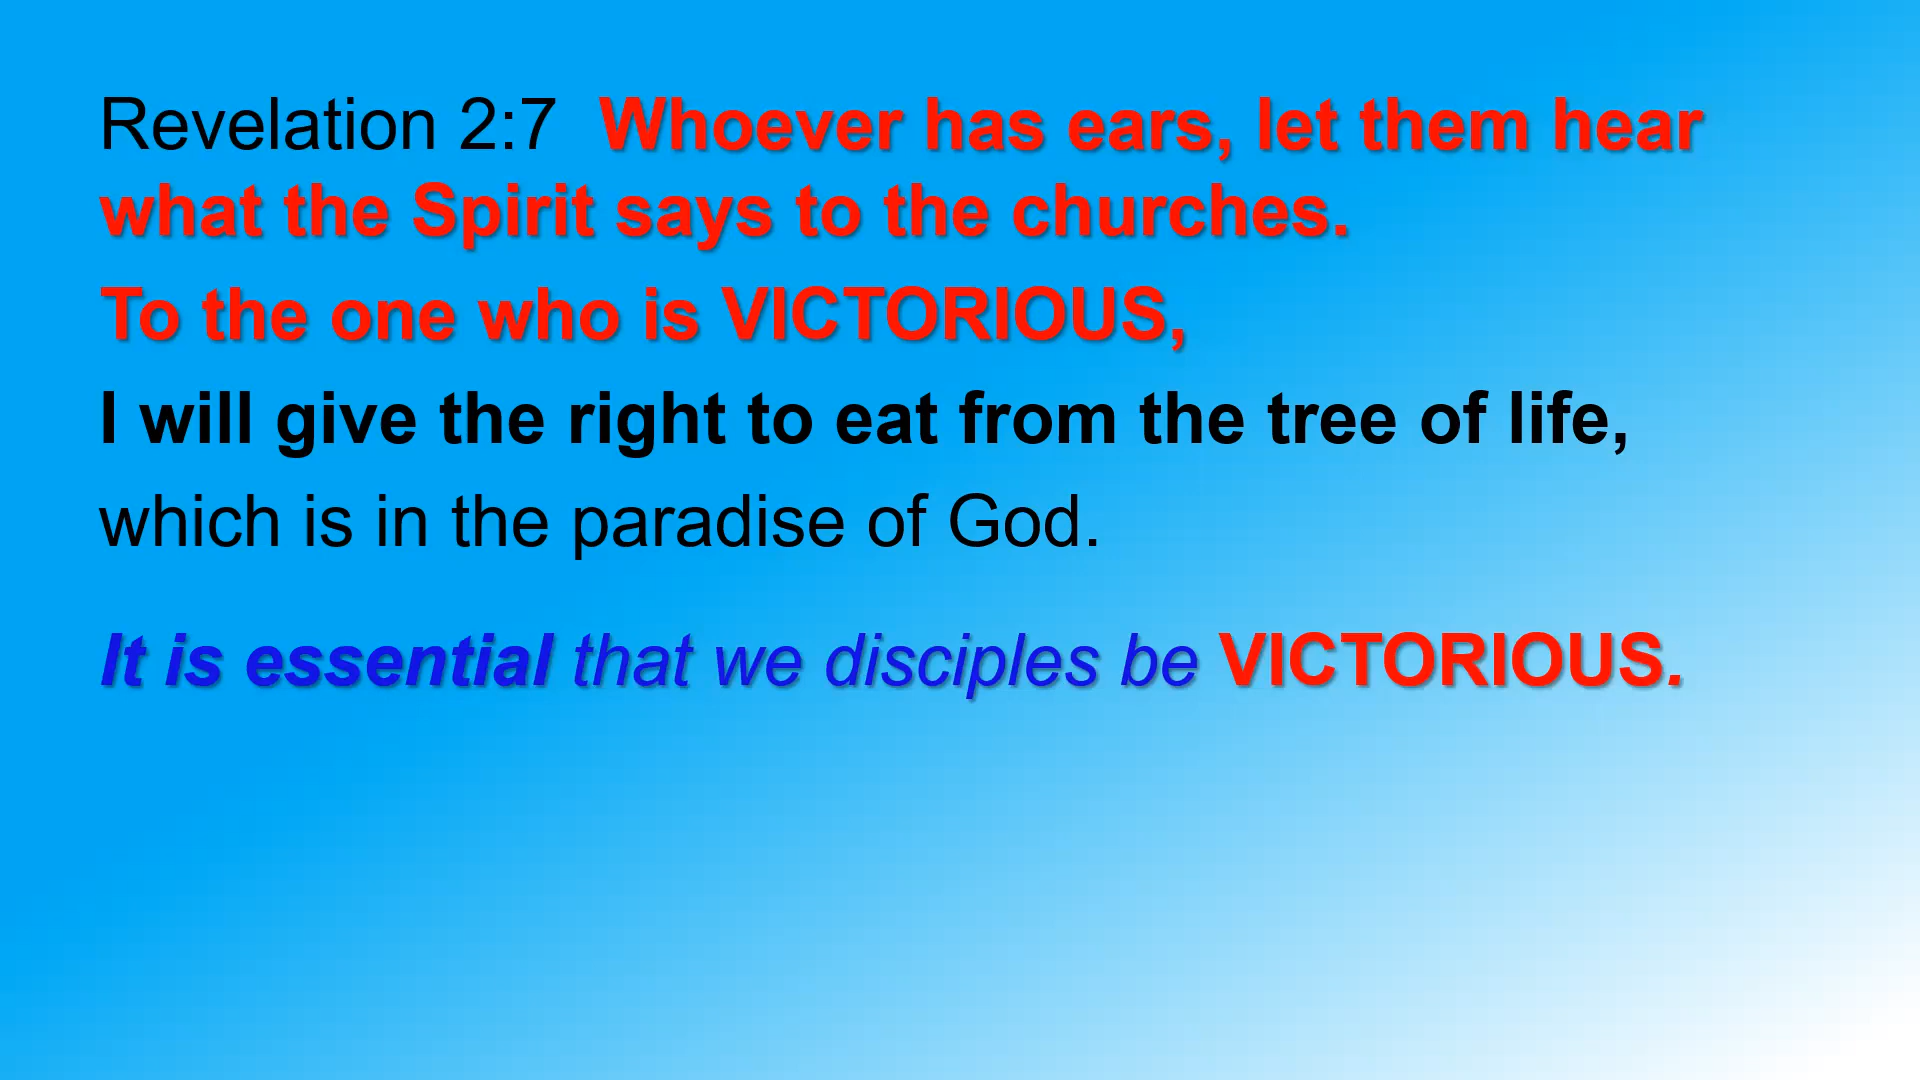 Revelation 2:7  Whoever has ears, let them hear
what the Spirit says to the churches.
To the one who is VICTORIOUS,
I will give the right to eat from the tree of life,
which is in the paradise of God.
It is essential that we disciples be VICTORIOUS.